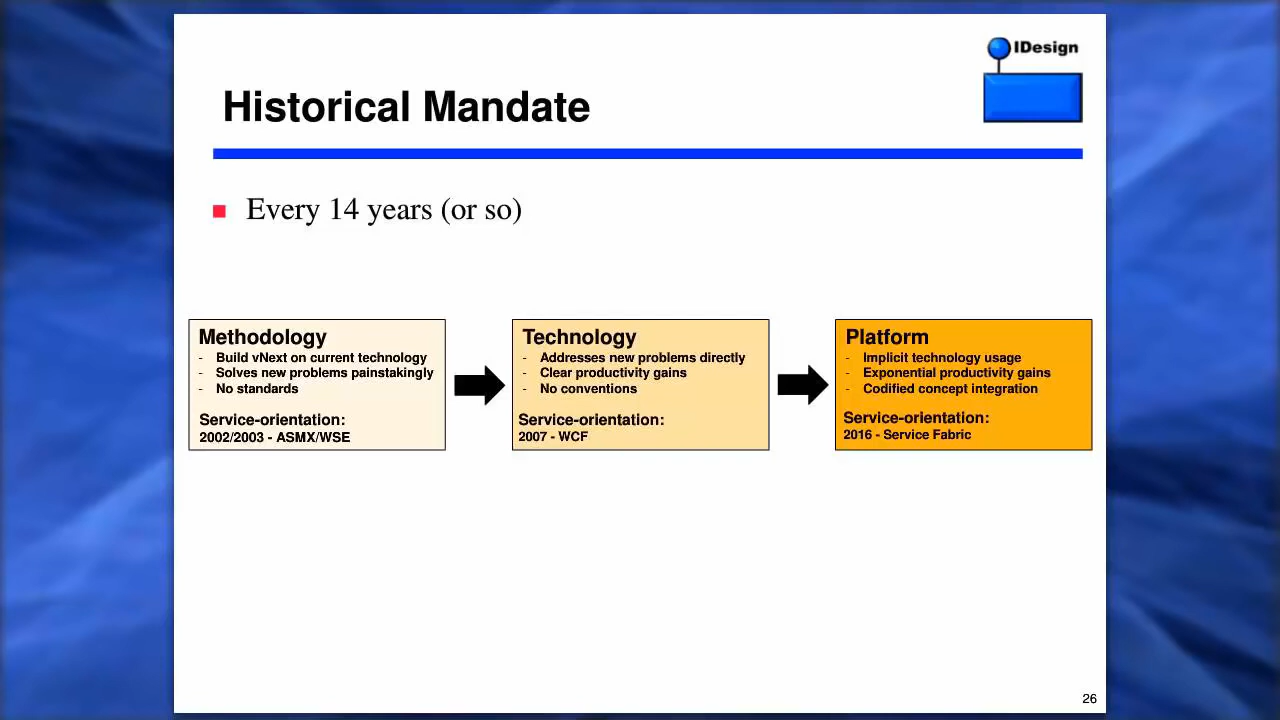 IDesign
Historical Mandate
■ Every 14 years (or so)
Methodology
- Build vNext on current technology
- Solves new problems painstakingly
- No standards
Service-orientation:
2002/2003 - ASMX/WSE
Technology
- Addresses new problems directly
- Clear productivity gains
- No conventions
Service-orientation:
2007 - WCF
Platform
- Implicit technology usage
- Exponential productivity gains
- Codified concept integration
Service-orientation:
2016 - Service Fabric
26